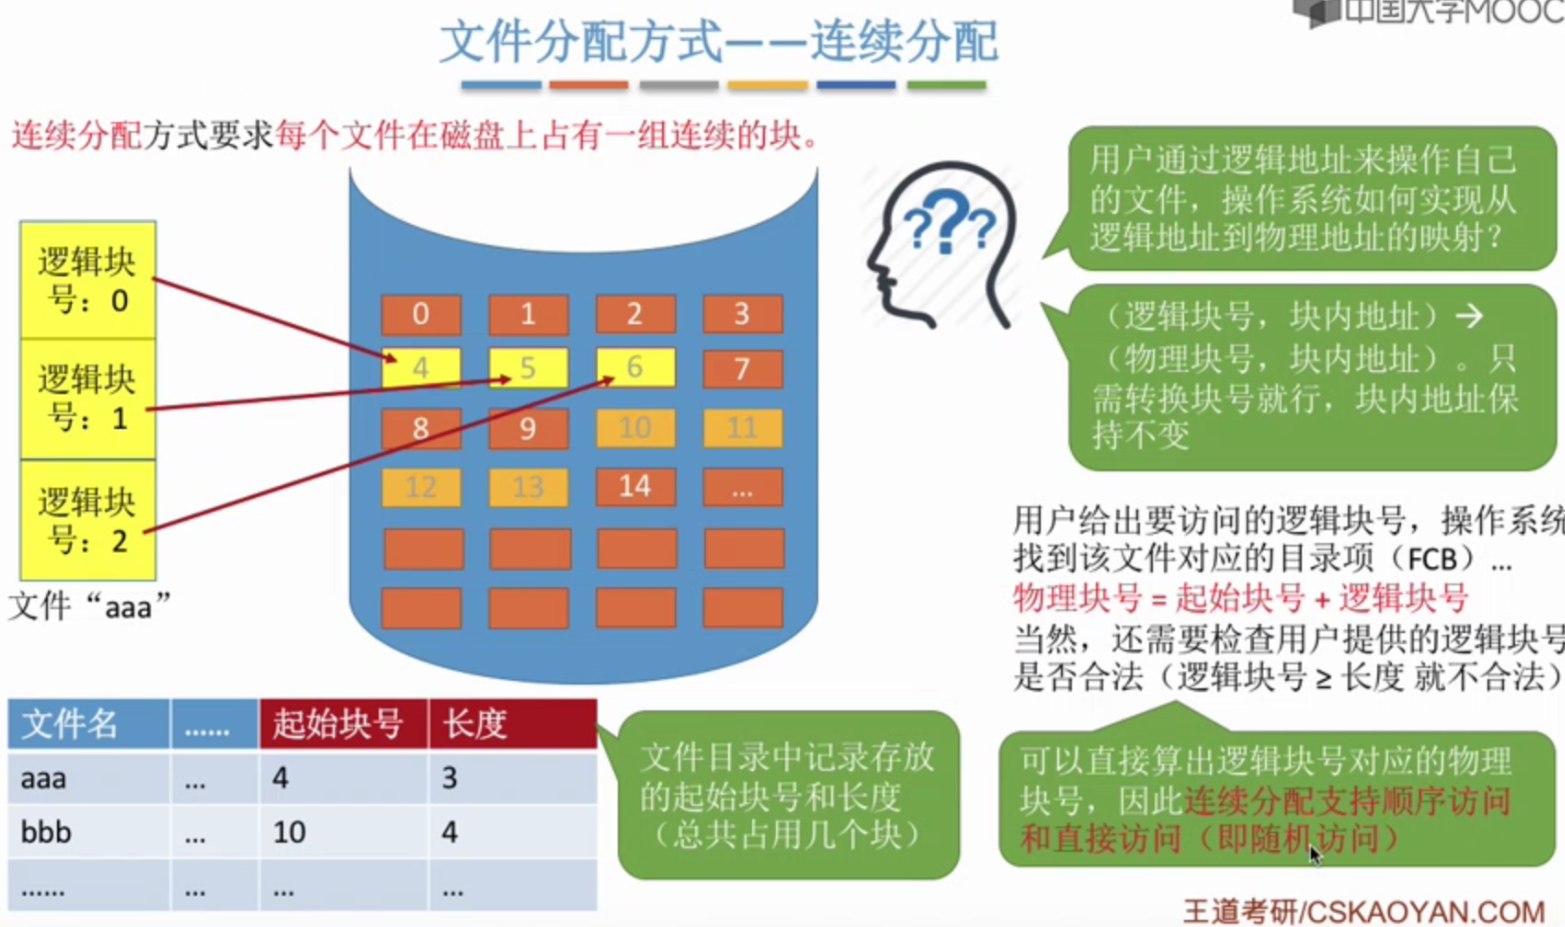 中国大学MOOC
文件分配方式——连续分配
连续分配方式要求每个文件在磁盘上占有一组连续的块。
逻辑块
号：0
逻辑块
号：1
逻辑块
号：2
文件“aaa”
0 1 2 3
4 5 6 7
8 9 10 11
12 13 14 ...
? ? ?
用户通过逻辑地址来操作自己
的文件，操作系统如何实现从
逻辑地址到物理地址的映射？
（逻辑块号，块内地址）→
（物理块号，块内地址）。只
需转换块号就行，块内地址保
持不变
用户给出要访问的逻辑块号，操作系统
找到该文件对应的目录项（FCB）...
物理块号 = 起始块号 + 逻辑块号
当然，还需要检查用户提供的逻辑块号
是否合法（逻辑块号 ≥ 长度 就不合法）
可以直接算出逻辑块号对应的物理
块号，因此连续分配支持顺序访问
和直接访问（即随机访问）
文件名 …… 起始块号 长度
aaa ... 4 3
bbb ... 10 4
…… ... ... ...
文件目录中记录存放
的起始块号和长度
（总共占用几个块）
王道考研/CSKAOYAN.COM